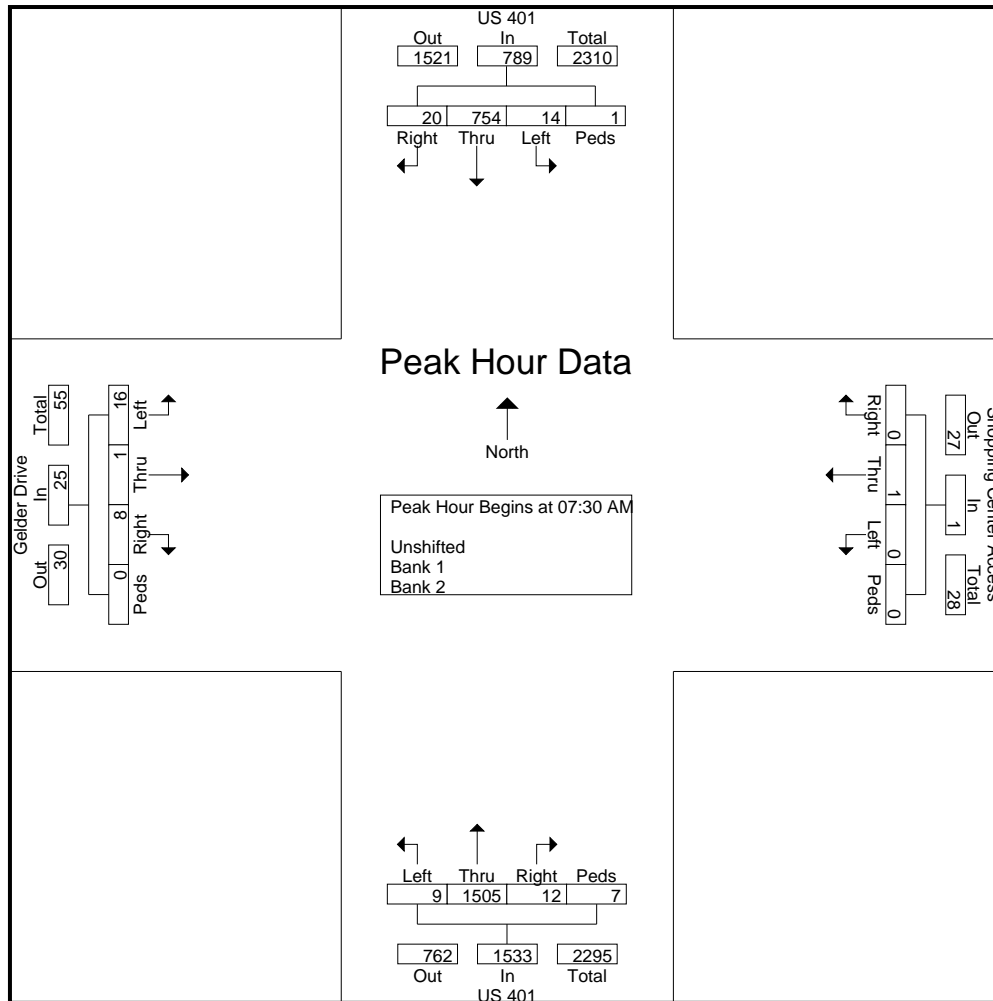 US 401
Out In Total
1521 789 2310
20 754 14 1
Right Thru Left Peds
Peak Hour Data
North
Peak Hour Begins at 07:30 AM
Unshifted
Bank 1
Bank 2
Gelder Drive
Out In Total
30 25 55
16 1 8 0
Left Thru Right Peds
Shopping Center Access
Out In Total
27 1 28
0 1 0 0
Right Thru Left Peds
Left Thru Right Peds
9 1505 12 7
762 1533 2295
Out In Total
US 401